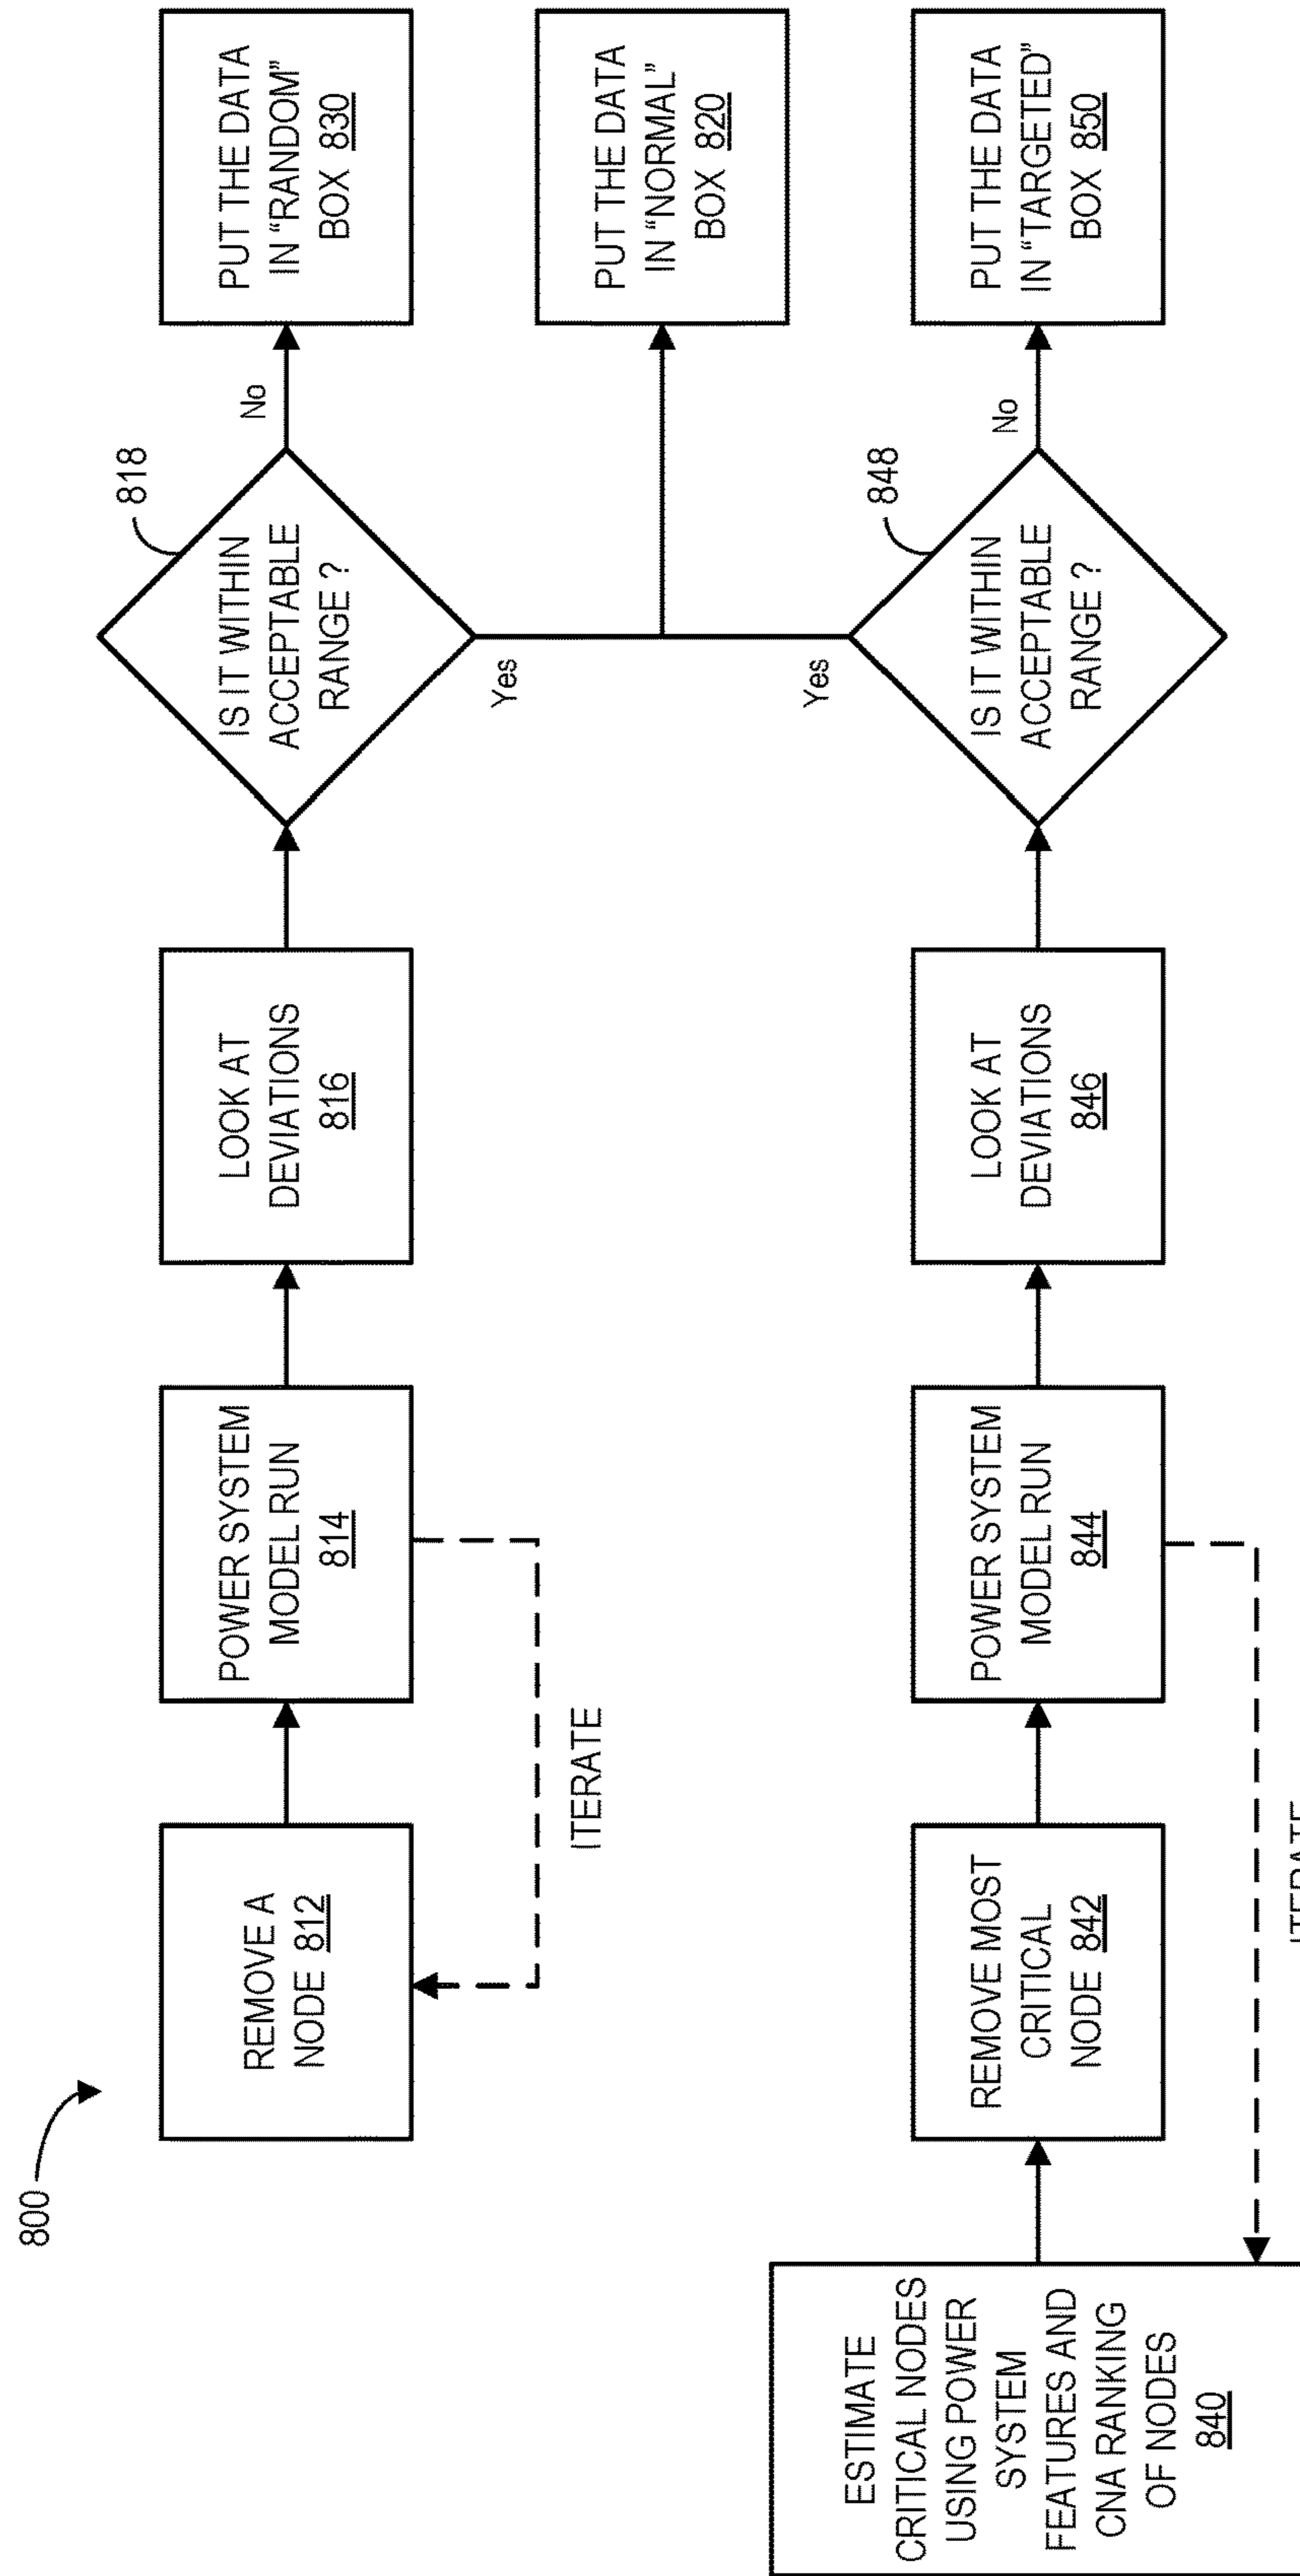 800
REMOVE A
NODE 812
POWER SYSTEM
MODEL RUN
814
LOOK AT
DEVIATIONS
816
IS IT WITHIN
ACCEPTABLE
RANGE ?
818
No
PUT THE DATA
IN "RANDOM"
BOX 830
ITERATE
Yes
PUT THE DATA
IN "NORMAL"
BOX 820
Yes
ESTIMATE
CRITICAL NODES
USING POWER
SYSTEM
FEATURES AND
CNA RANKING
OF NODES
840
REMOVE MOST
CRITICAL
NODE 842
POWER SYSTEM
MODEL RUN
844
LOOK AT
DEVIATIONS
846
IS IT WITHIN
ACCEPTABLE
RANGE ?
848
No
PUT THE DATA
IN "TARGETED"
BOX 850
ITERATE